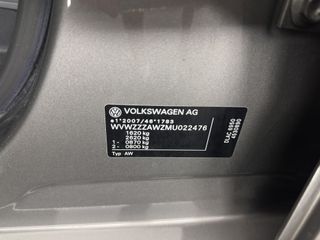 VOLKSWAGEN AG
e1*2007/46*1783
WVWZZZAWZMU022476
1620 kg
2620 kg
1 - 0870 kg
2 - 0800 kg
Typ AW